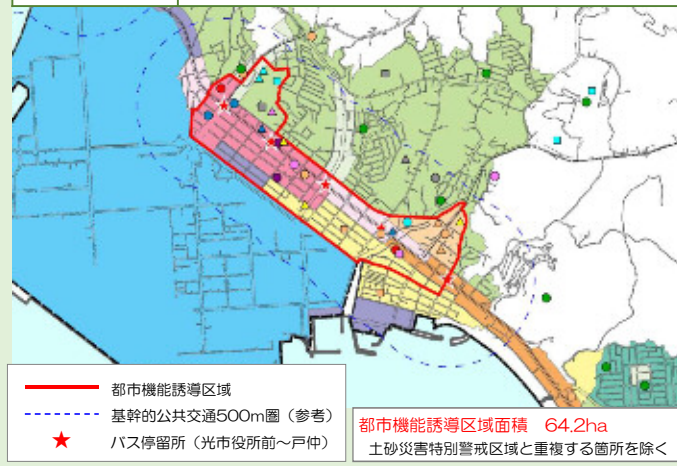 都市機能誘導区域
基幹的公共交通500m圏（参考）
バス停留所（光市役所前～戸仲）
都市機能誘導区域面積　64.2ha
土砂災害特別警戒区域と重複する箇所を除く